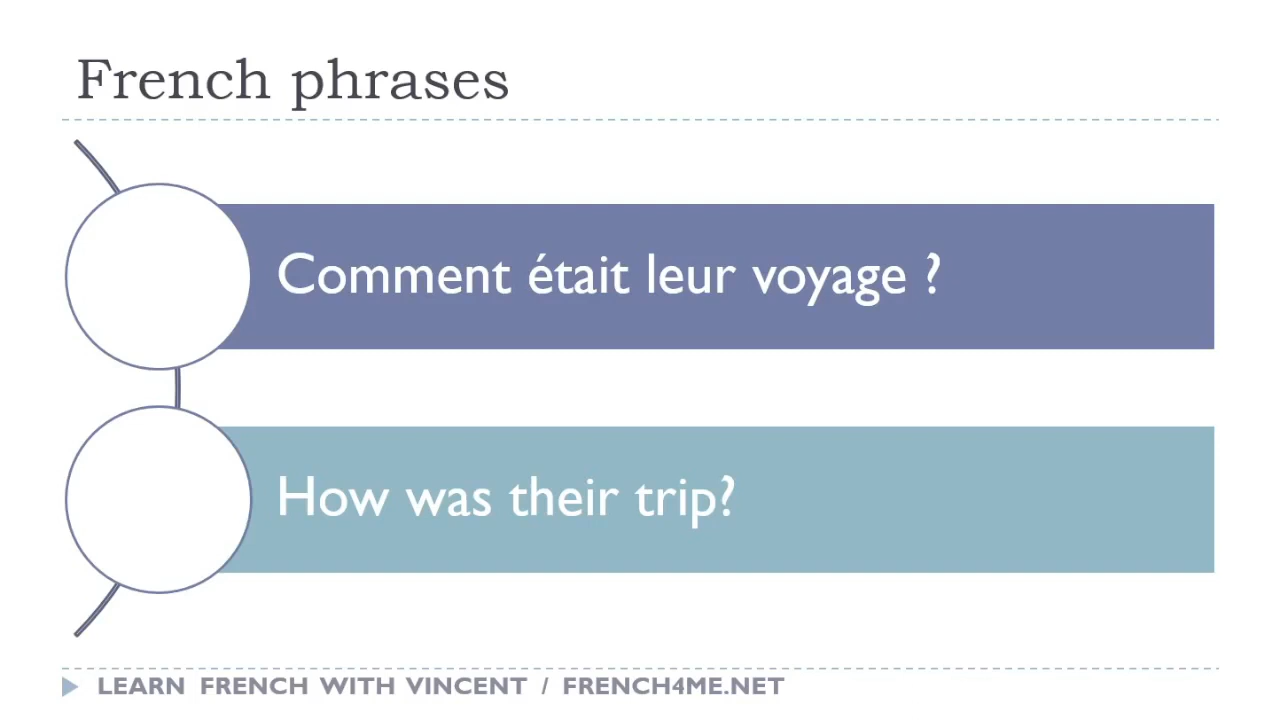 French phrases
Comment était leur voyage ?
How was their trip?
LEARN FRENCH WITH VINCENT / FRENCH4ME.NET